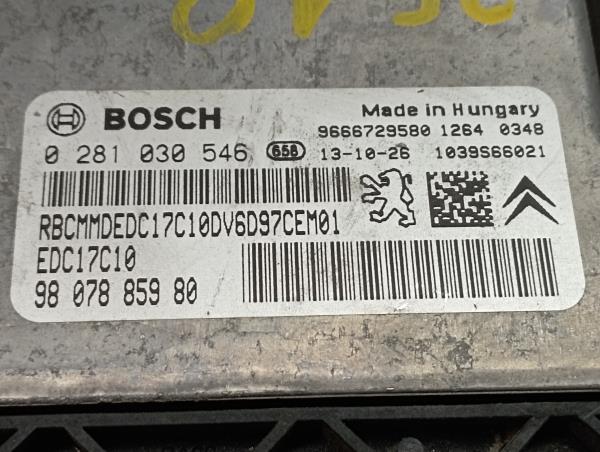 BOSCH
Made in Hungary
9666729580 1264 0348
0 281 030 546 658 13-10-26 1039S66021
RBCMMDEDC17C10DV6D97CEM01
EDC17C10
98 078 859 80